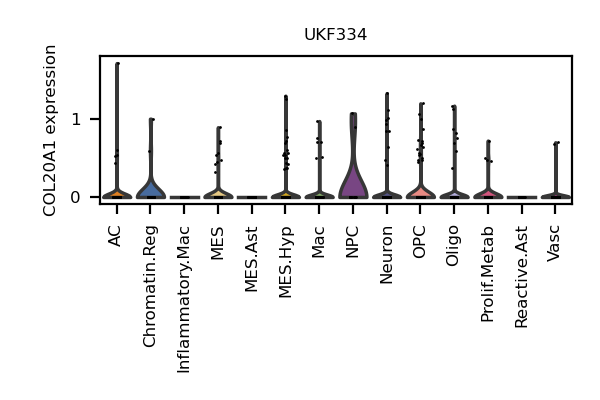 UKF334
COL20A1 expression
1
0
AC
Chromatin.Reg
Inflammatory.Mac
MES
MES.Ast
MES.Hyp
Mac
NPC
Neuron
OPC
Oligo
Prolif.Metab
Reactive.Ast
Vasc